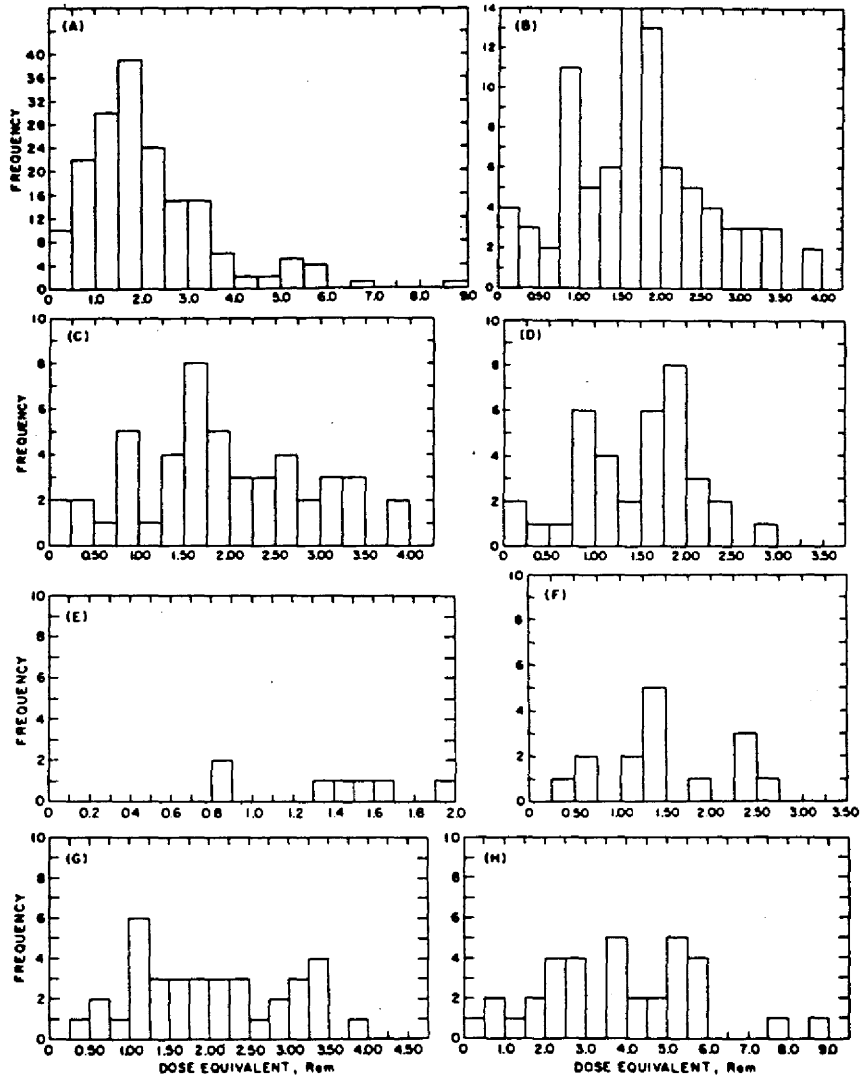 (A)
FREQUENCY
40
36
32
28
24
20
16
12
8
4
0
0 1.0 2.0 3.0 4.0 5.0 6.0 7.0 8.0 9.0
(B)
14
12
10
8
6
4
2
0
0.50 1.00 1.50 2.00 2.50 3.00 3.50 4.00
(C)
FREQUENCY
10
8
6
4
2
0
0 0.50 1.00 1.50 2.00 2.50 3.00 3.50 4.00
(D)
10
8
6
4
2
0
0 0.50 1.00 1.50 2.00 2.50 3.00 3.50
(E)
FREQUENCY
10
8
6
4
2
0
0 0.2 0.4 0.6 0.8 1.0 1.2 1.4 1.6 1.8 2.0
(F)
10
8
6
4
2
0
0 0.50 1.00 1.50 2.00 2.50 3.00 3.50
(G)
FREQUENCY
10
8
6
4
2
0
0 0.50 1.00 1.50 2.00 2.50 3.00 3.50 4.00 4.50
DOSE EQUIVALENT, Rem
(H)
10
8
6
4
2
0
0 1.0 2.0 3.0 4.0 5.0 6.0 7.0 8.0 9.0
DOSE EQUIVALENT, Rem